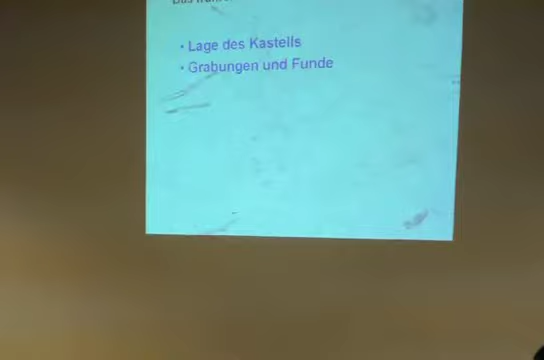 • Lage des Kastells
• Grabungen und Funde